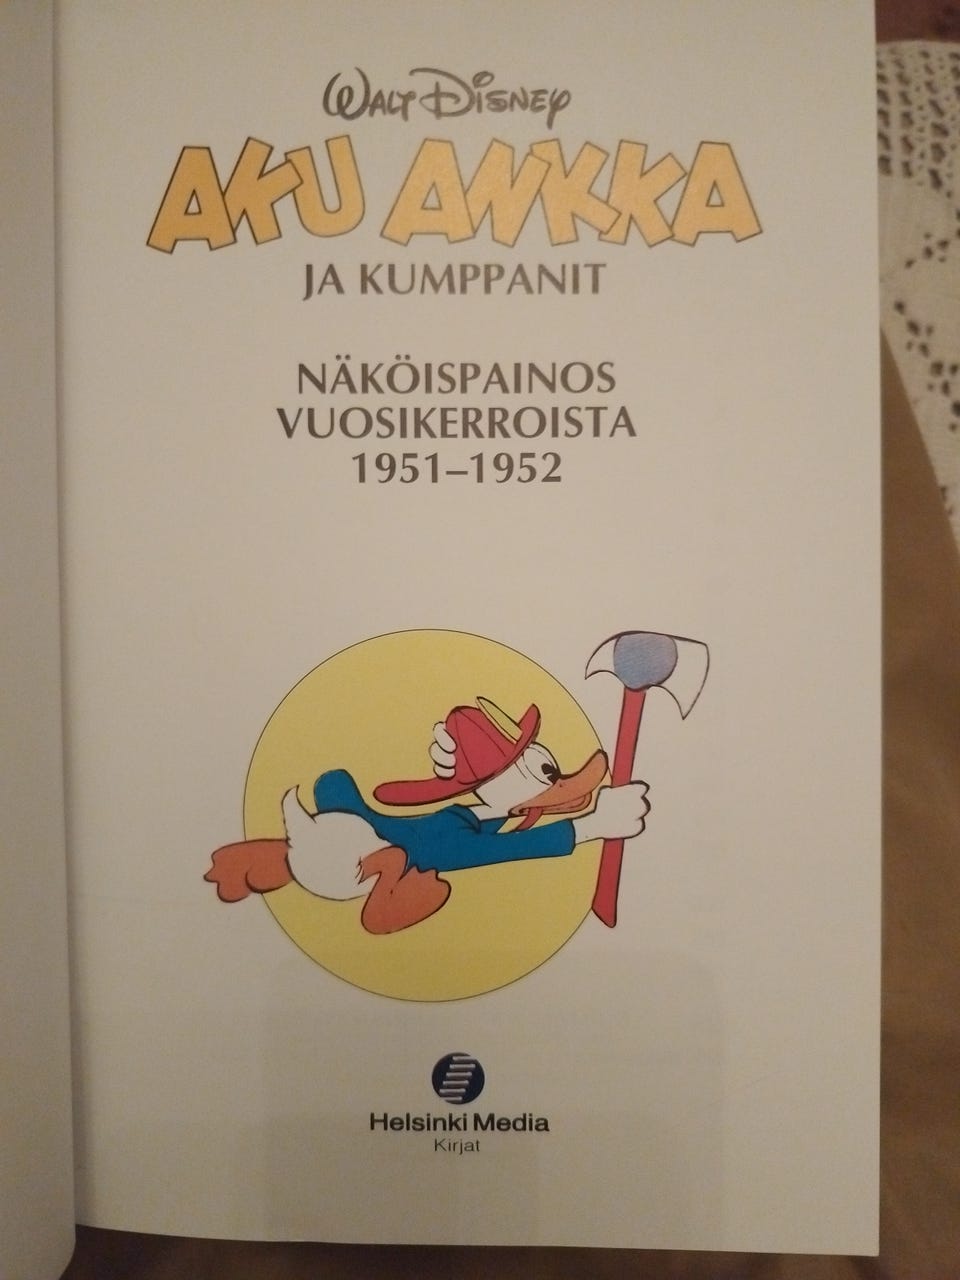 WALT DISNEY
AKU ANKKA
JA KUMPPANIT
NÄKÖISPAINOS
VUOSIKERROISTA
1951–1952
Helsinki Media
Kirjat